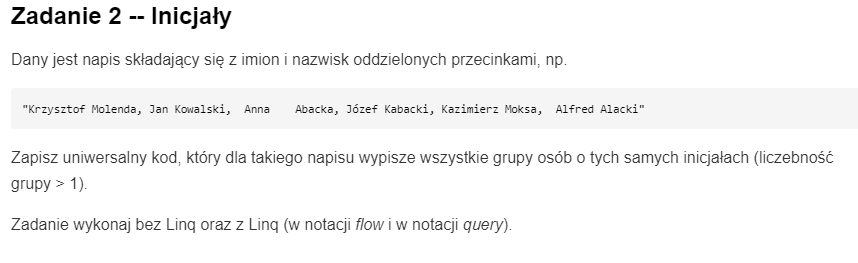 Zadanie 2 -- Inicjały
Dany jest napis składający się z imion i nazwisk oddzielonych przecinkami, np.
"Krzysztof Molenda, Jan Kowalski,  Anna    Abacka, Józef Kabacki, Kazimierz Moksa,  Alfred Alacki"
Zapisz uniwersalny kod, który dla takiego napisu wypisze wszystkie grupy osób o tych samych inicjałach (liczebność
grupy > 1).
Zadanie wykonaj bez Linq oraz z Linq (w notacji flow i w notacji query).